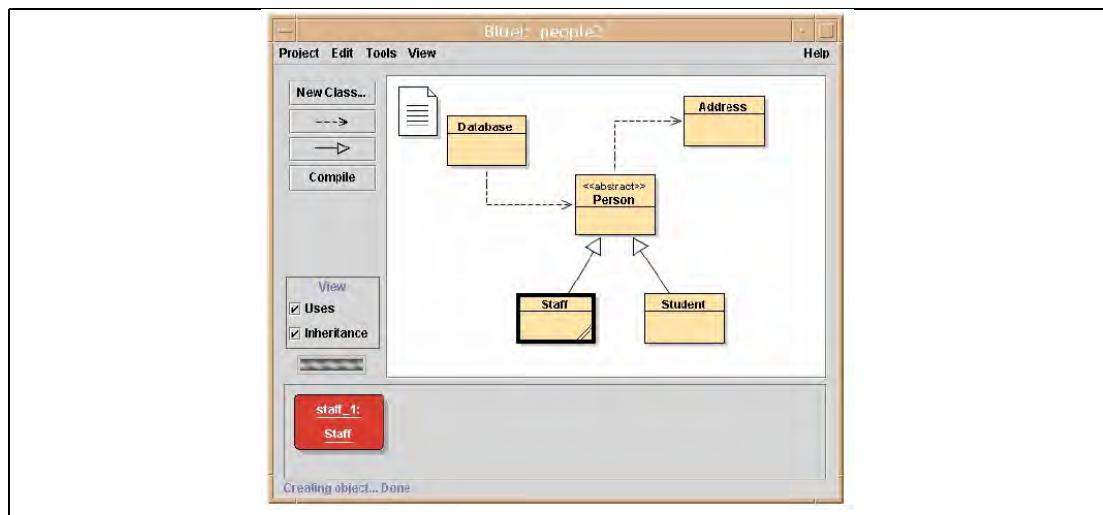 BlueJ: people2
Project Edit Tools View Help
New Class...
Compile
View
Uses
Inheritance
Database
Address
<<abstract>>
Person
Staff
Student
staff_1:
Staff
Creating object... Done